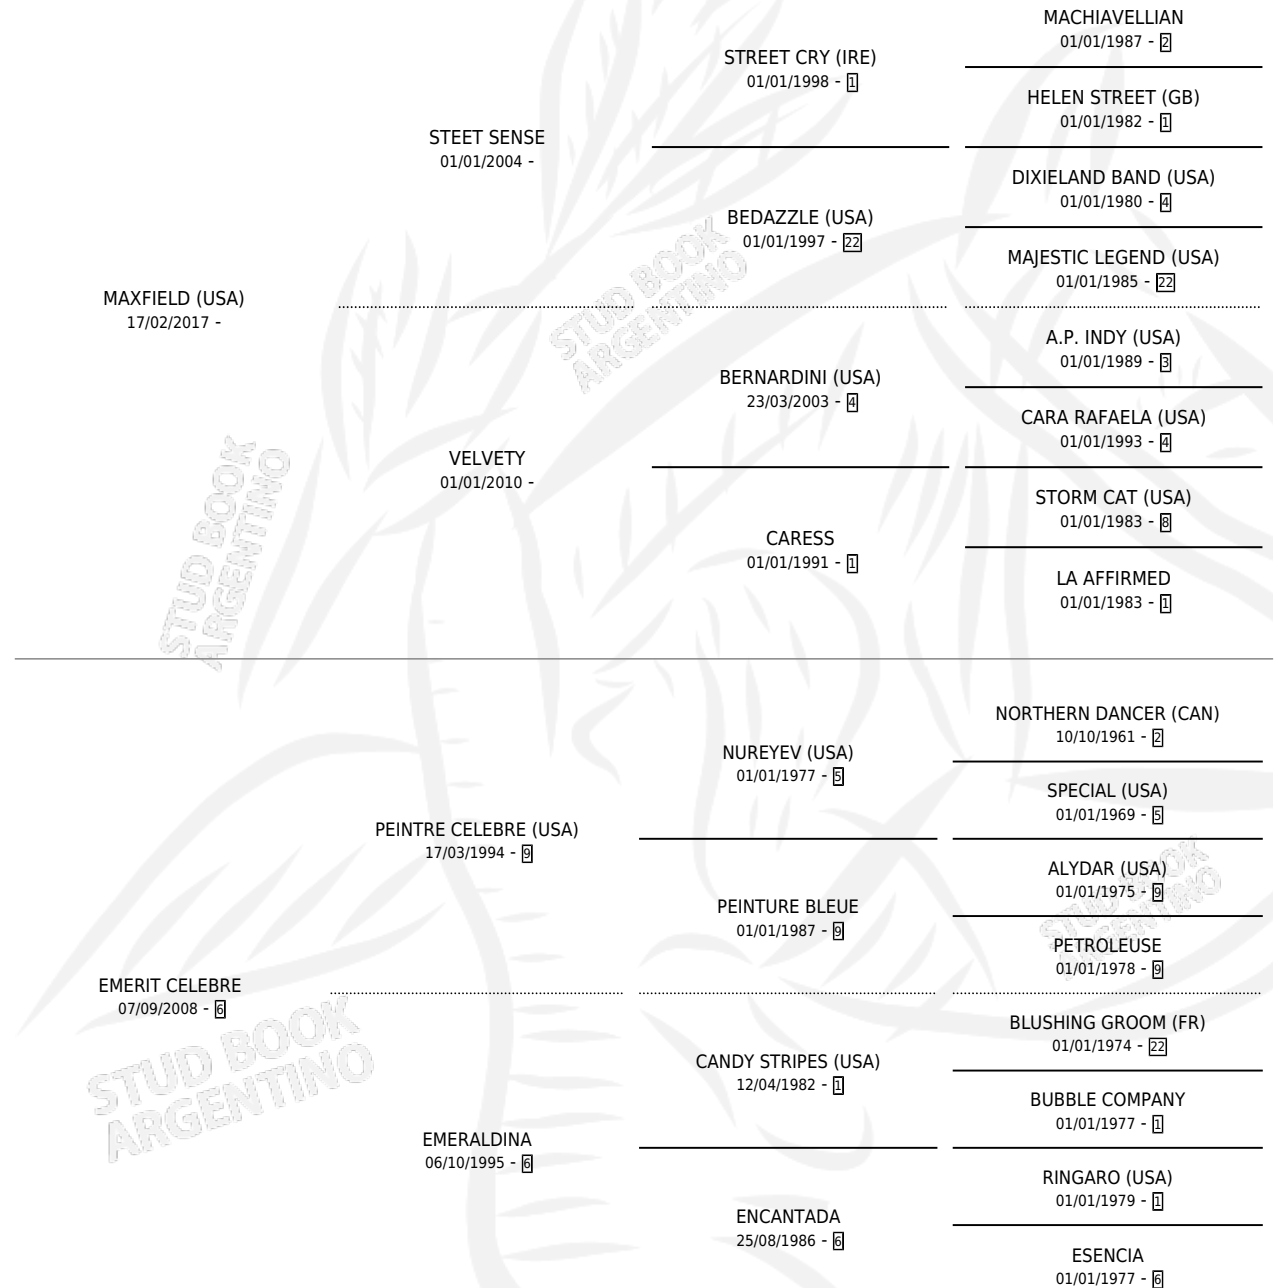 MACHIAVELLIAN
01/01/1987 - 2
STREET CRY (IRE)
01/01/1998 - 1
HELEN STREET (GB)
01/01/1982 - 1
STEET SENSE
01/01/2004 -
DIXIELAND BAND (USA)
01/01/1980 - 4
BEDAZZLE (USA)
01/01/1997 - 22
MAJESTIC LEGEND (USA)
01/01/1985 - 22
MAXFIELD (USA)
17/02/2017 -
STUD BOOK
ARGENTINO
A.P. INDY (USA)
01/01/1989 - 3
BERNARDINI (USA)
23/03/2003 - 4
CARA RAFAELA (USA)
01/01/1993 - 4
VELVETY
01/01/2010 -
STORM CAT (USA)
01/01/1983 - 8
CARESS
01/01/1991 - 1
LA AFFIRMED
01/01/1983 - 1
STUD BOOK
ARGENTINO
NORTHERN DANCER (CAN)
10/10/1961 - 2
NUREYEV (USA)
01/01/1977 - 5
SPECIAL (USA)
01/01/1969 - 5
PEINTRE CELEBRE (USA)
17/03/1994 - 9
ALYDAR (USA)
01/01/1975 - 9
PEINTURE BLEUE
01/01/1987 - 9
PETROLEUSE
01/01/1978 - 9
STUD BOOK
ARGENTINO
EMERIT CELEBRE
07/09/2008 - 6
BLUSHING GROOM (FR)
01/01/1974 - 22
CANDY STRIPES (USA)
12/04/1982 - 1
BUBBLE COMPANY
01/01/1977 - 1
STUD BOOK
ARGENTINO
EMERALDINA
06/10/1995 - 6
RINGARO (USA)
01/01/1979 - 1
ENCANTADA
25/08/1986 - 6
ESENCIA
01/01/1977 - 6